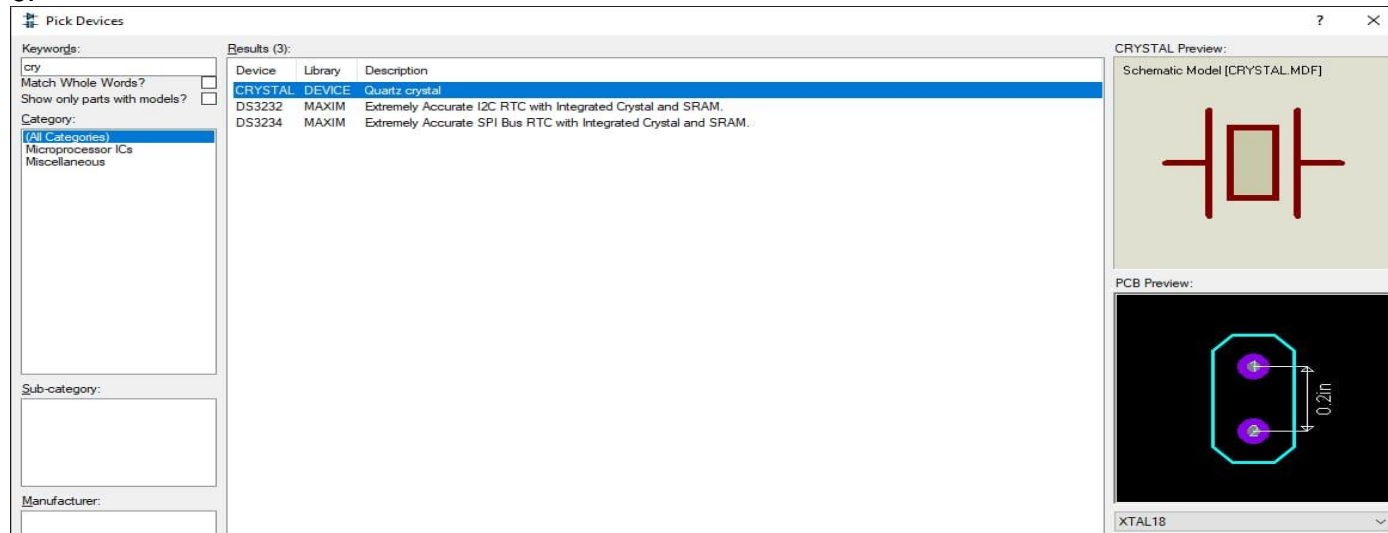 Pick Devices
?
Keywords:
cry
Match Whole Words?
Show only parts with models?
Category:
(All Categories)
Microprocessor ICs
Miscellaneous
Sub-category:
Manufacturer:
Results (3):
Device Library Description
CRYSTAL DEVICE Quartz crystal
DS3232 MAXIM Extremely Accurate I2C RTC with Integrated Crystal and SRAM.
DS3234 MAXIM Extremely Accurate SPI Bus RTC with Integrated Crystal and SRAM.
CRYSTAL Preview:
Schematic Model [CRYSTAL.MDF]
PCB Preview:
1
0.2in
2
XTAL18